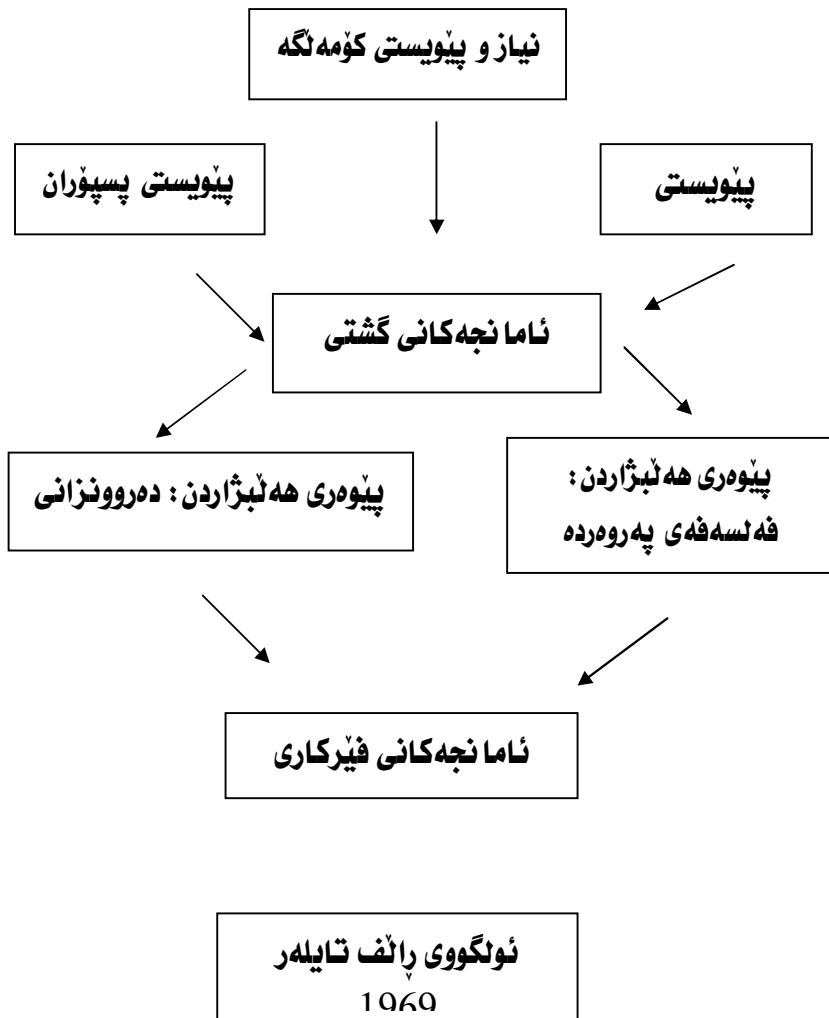 نیاز و پێویستی کۆمەڵگە
پێویستی
پێویستی پسپۆران
ئامانجەکانی گشتی
پێوەری هەڵبژاردن:
فەلسەفەی پەروەردە
پێوەری هەڵبژاردن: دەروونزانی
ئامانجەکانی فێرکاری
ئولگووی ڕاڵف تایلەر
1969